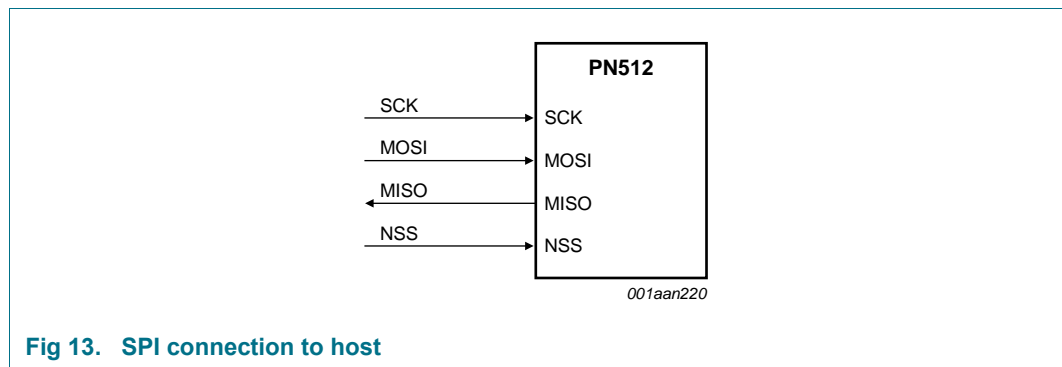 PN512
SCK
SCK
MOSI
MOSI
MISO
MISO
NSS
NSS
001aan220
Fig 13. SPI connection to host